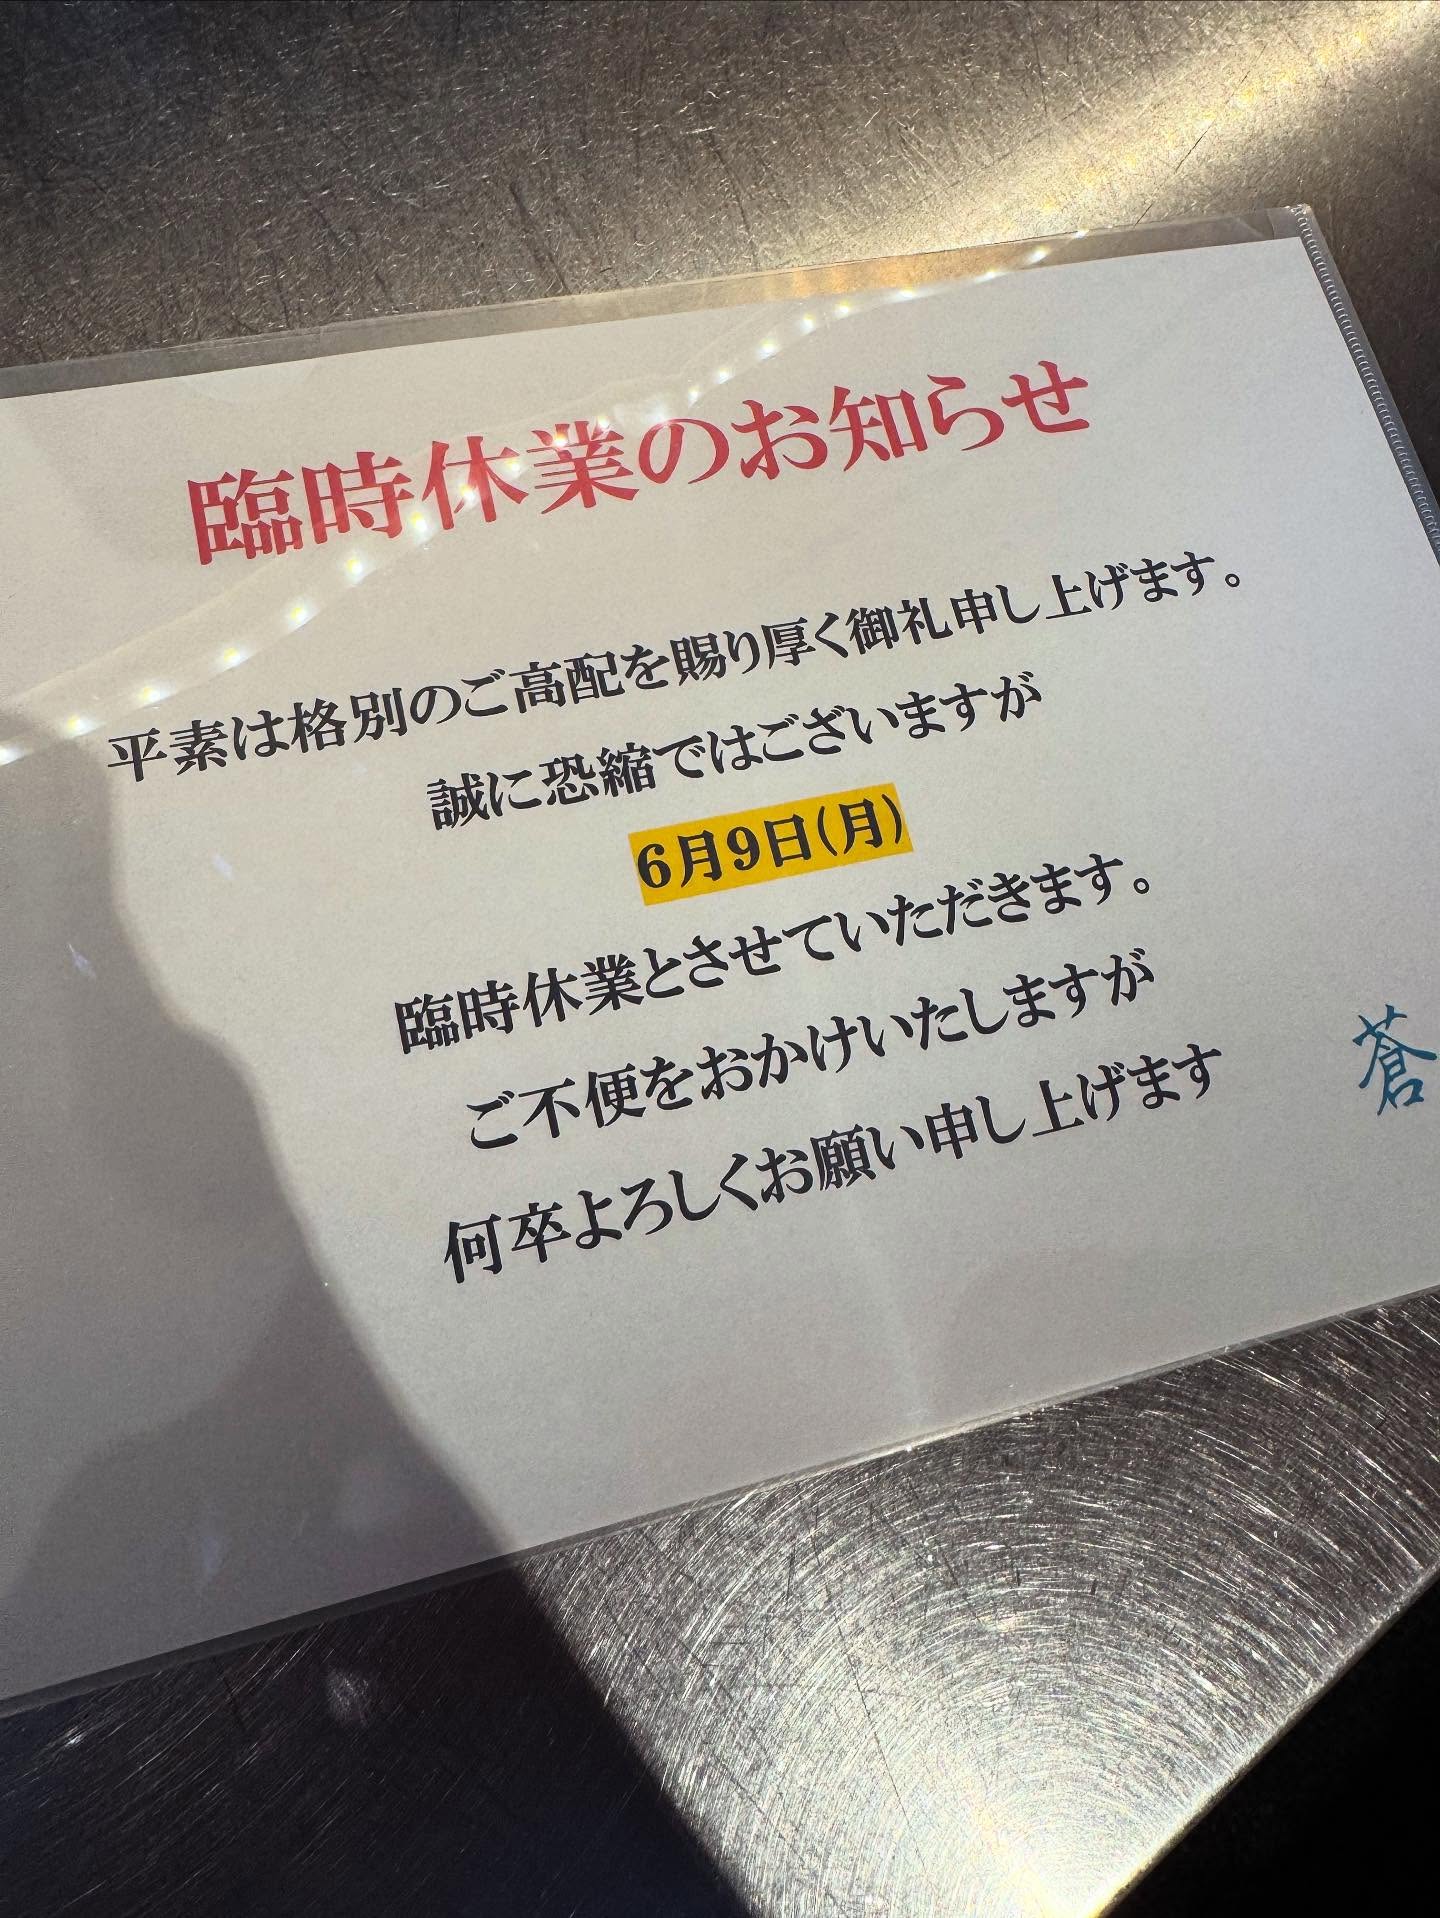 臨時休業のお知らせ
平素は格別のご高配を賜り厚く御礼申し上げます。
誠に恐縮ではございますが
6月9日(月)
臨時休業とさせていただきます。
ご不便をおかけいたしますが
何卒よろしくお願い申し上げます
蒼